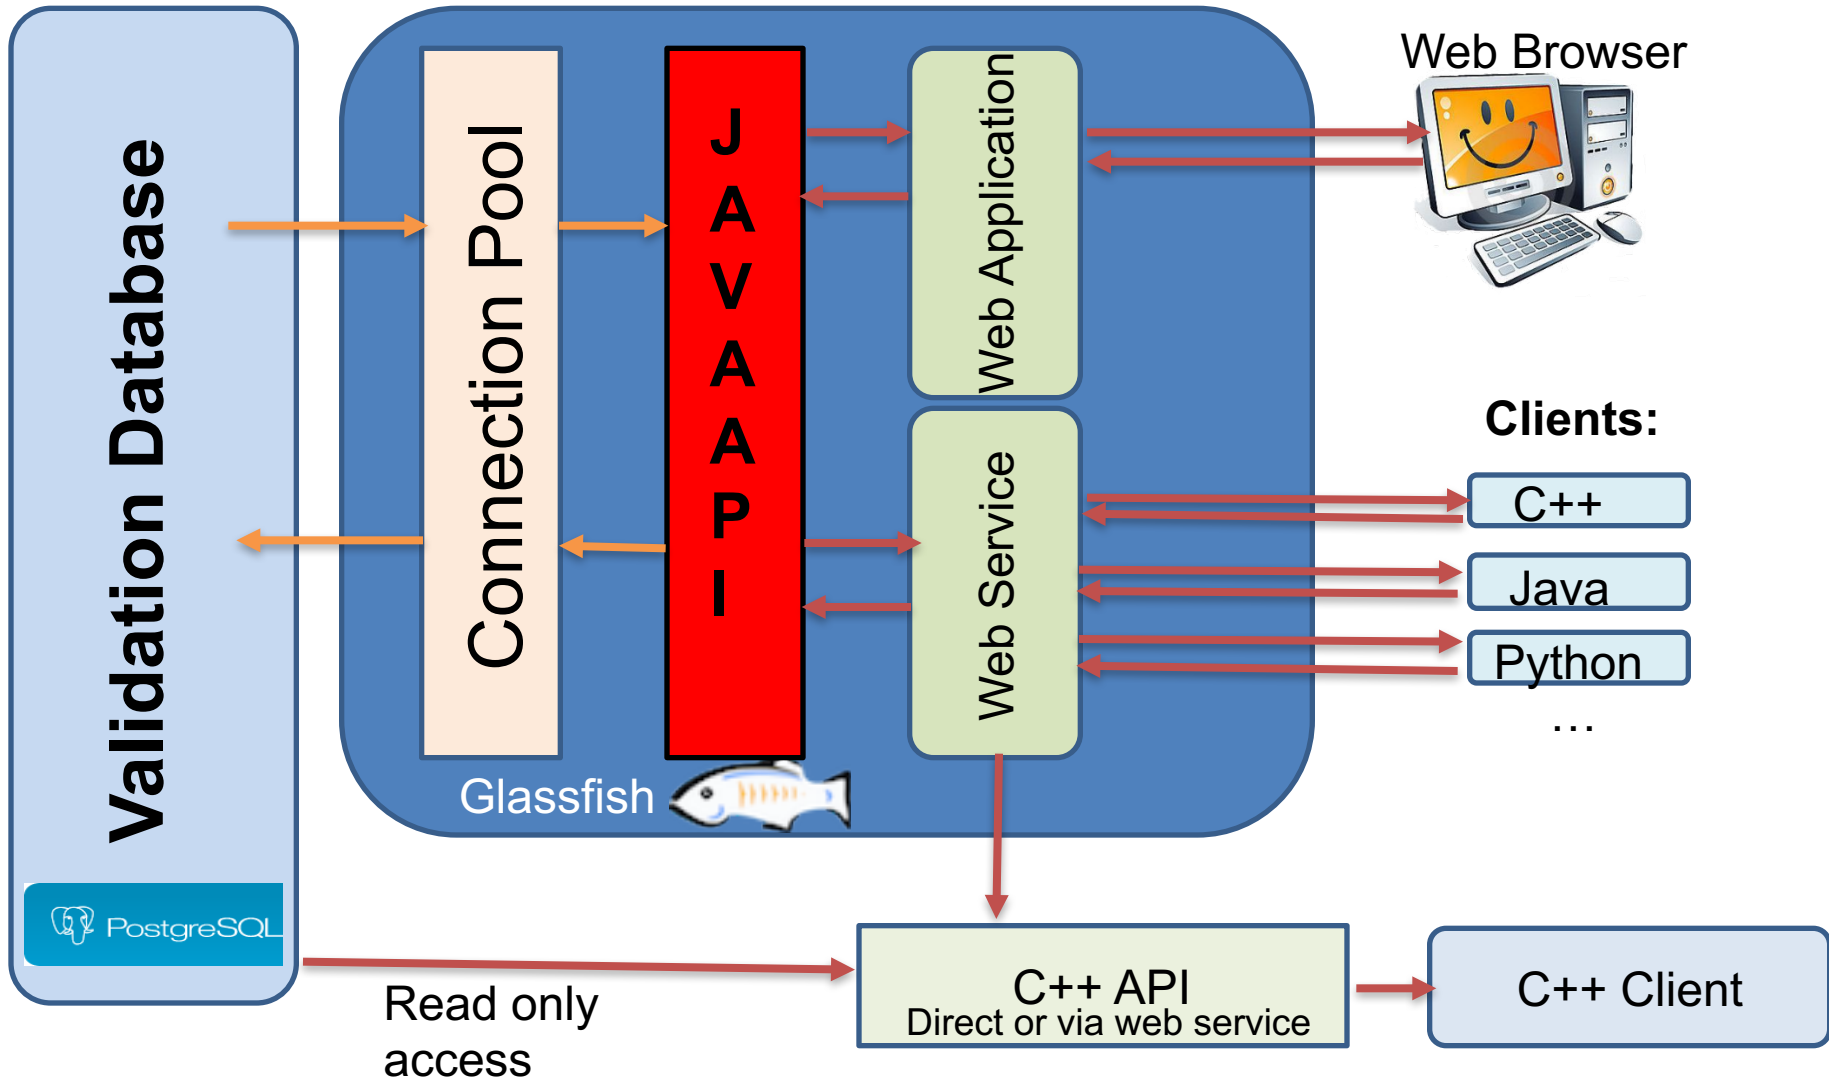 Validation Database
PostgreSQL
Connection Pool
J
A
V
A
A
P
I
Web Application
Web Service
Glassfish
Web Browser
Clients:
C++
Java
Python
...
Read only
access
C++ API
Direct or via web service
C++ Client